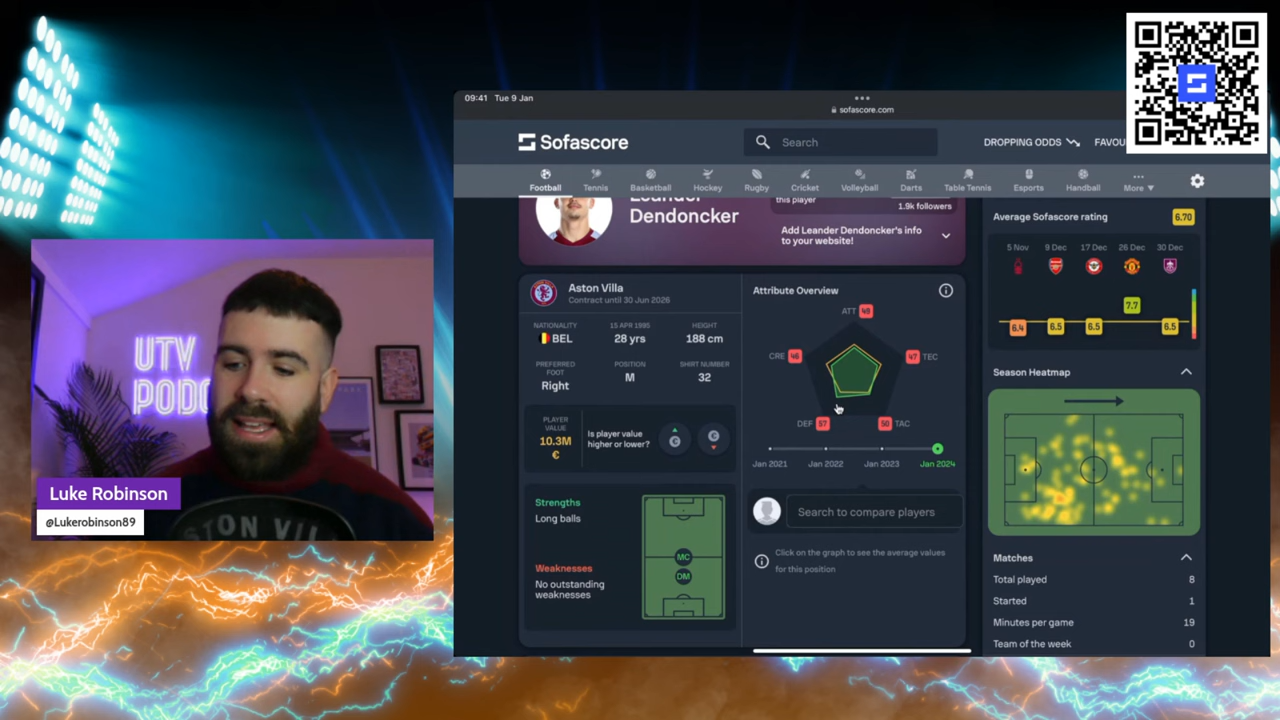 UTV
PODC
STON VIL
Luke Robinson
@Lukerobinson89
09:41 Tue 9 Jan
sofascore.com
Sofascore
Search
DROPPING ODDS
FAVOU
Football
Tennis
Basketball
Hockey
Rugby
Cricket
Volleyball
Darts
Table Tennis
Esports
Handball
More
Leander
Dendoncker
this player
1.9k followers
Add Leander Dendoncker's info
to your website!
Aston Villa
Contract until 30 Jun 2026
NATIONALITY
BEL
15 APR 1995
28 yrs
HEIGHT
188 cm
PREFERRED
FOOT
Right
POSITION
M
SHIRT NUMBER
32
PLAYER
VALUE
10.3M
€
Is player value
higher or lower?
Strengths
Long balls
Weaknesses
No outstanding
weaknesses
MC
DM
Attribute Overview
ATT 48
CRE 46
47 TEC
DEF 57
50 TAC
Jan 2021
Jan 2022
Jan 2023
Jan 2024
Search to compare players
Click on the graph to see the average values
for this position
Average Sofascore rating
6.70
5 Nov
9 Dec
17 Dec
26 Dec
30 Dec
6.4
6.5
6.5
7.7
6.5
Season Heatmap
Matches
Total played 8
Started 1
Minutes per game 19
Team of the week 0